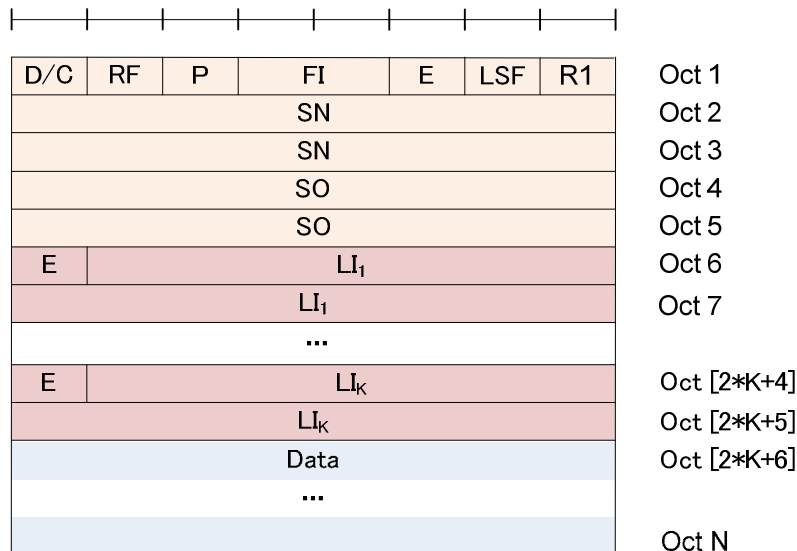 D/C RF P FI E LSF R1 Oct 1
SN Oct 2
SN Oct 3
SO Oct 4
SO Oct 5
E LI₁ Oct 6
LI₁ Oct 7
...
E LIK Oct [2*K+4]
LIK Oct [2*K+5]
Data Oct [2*K+6]
...
Oct N